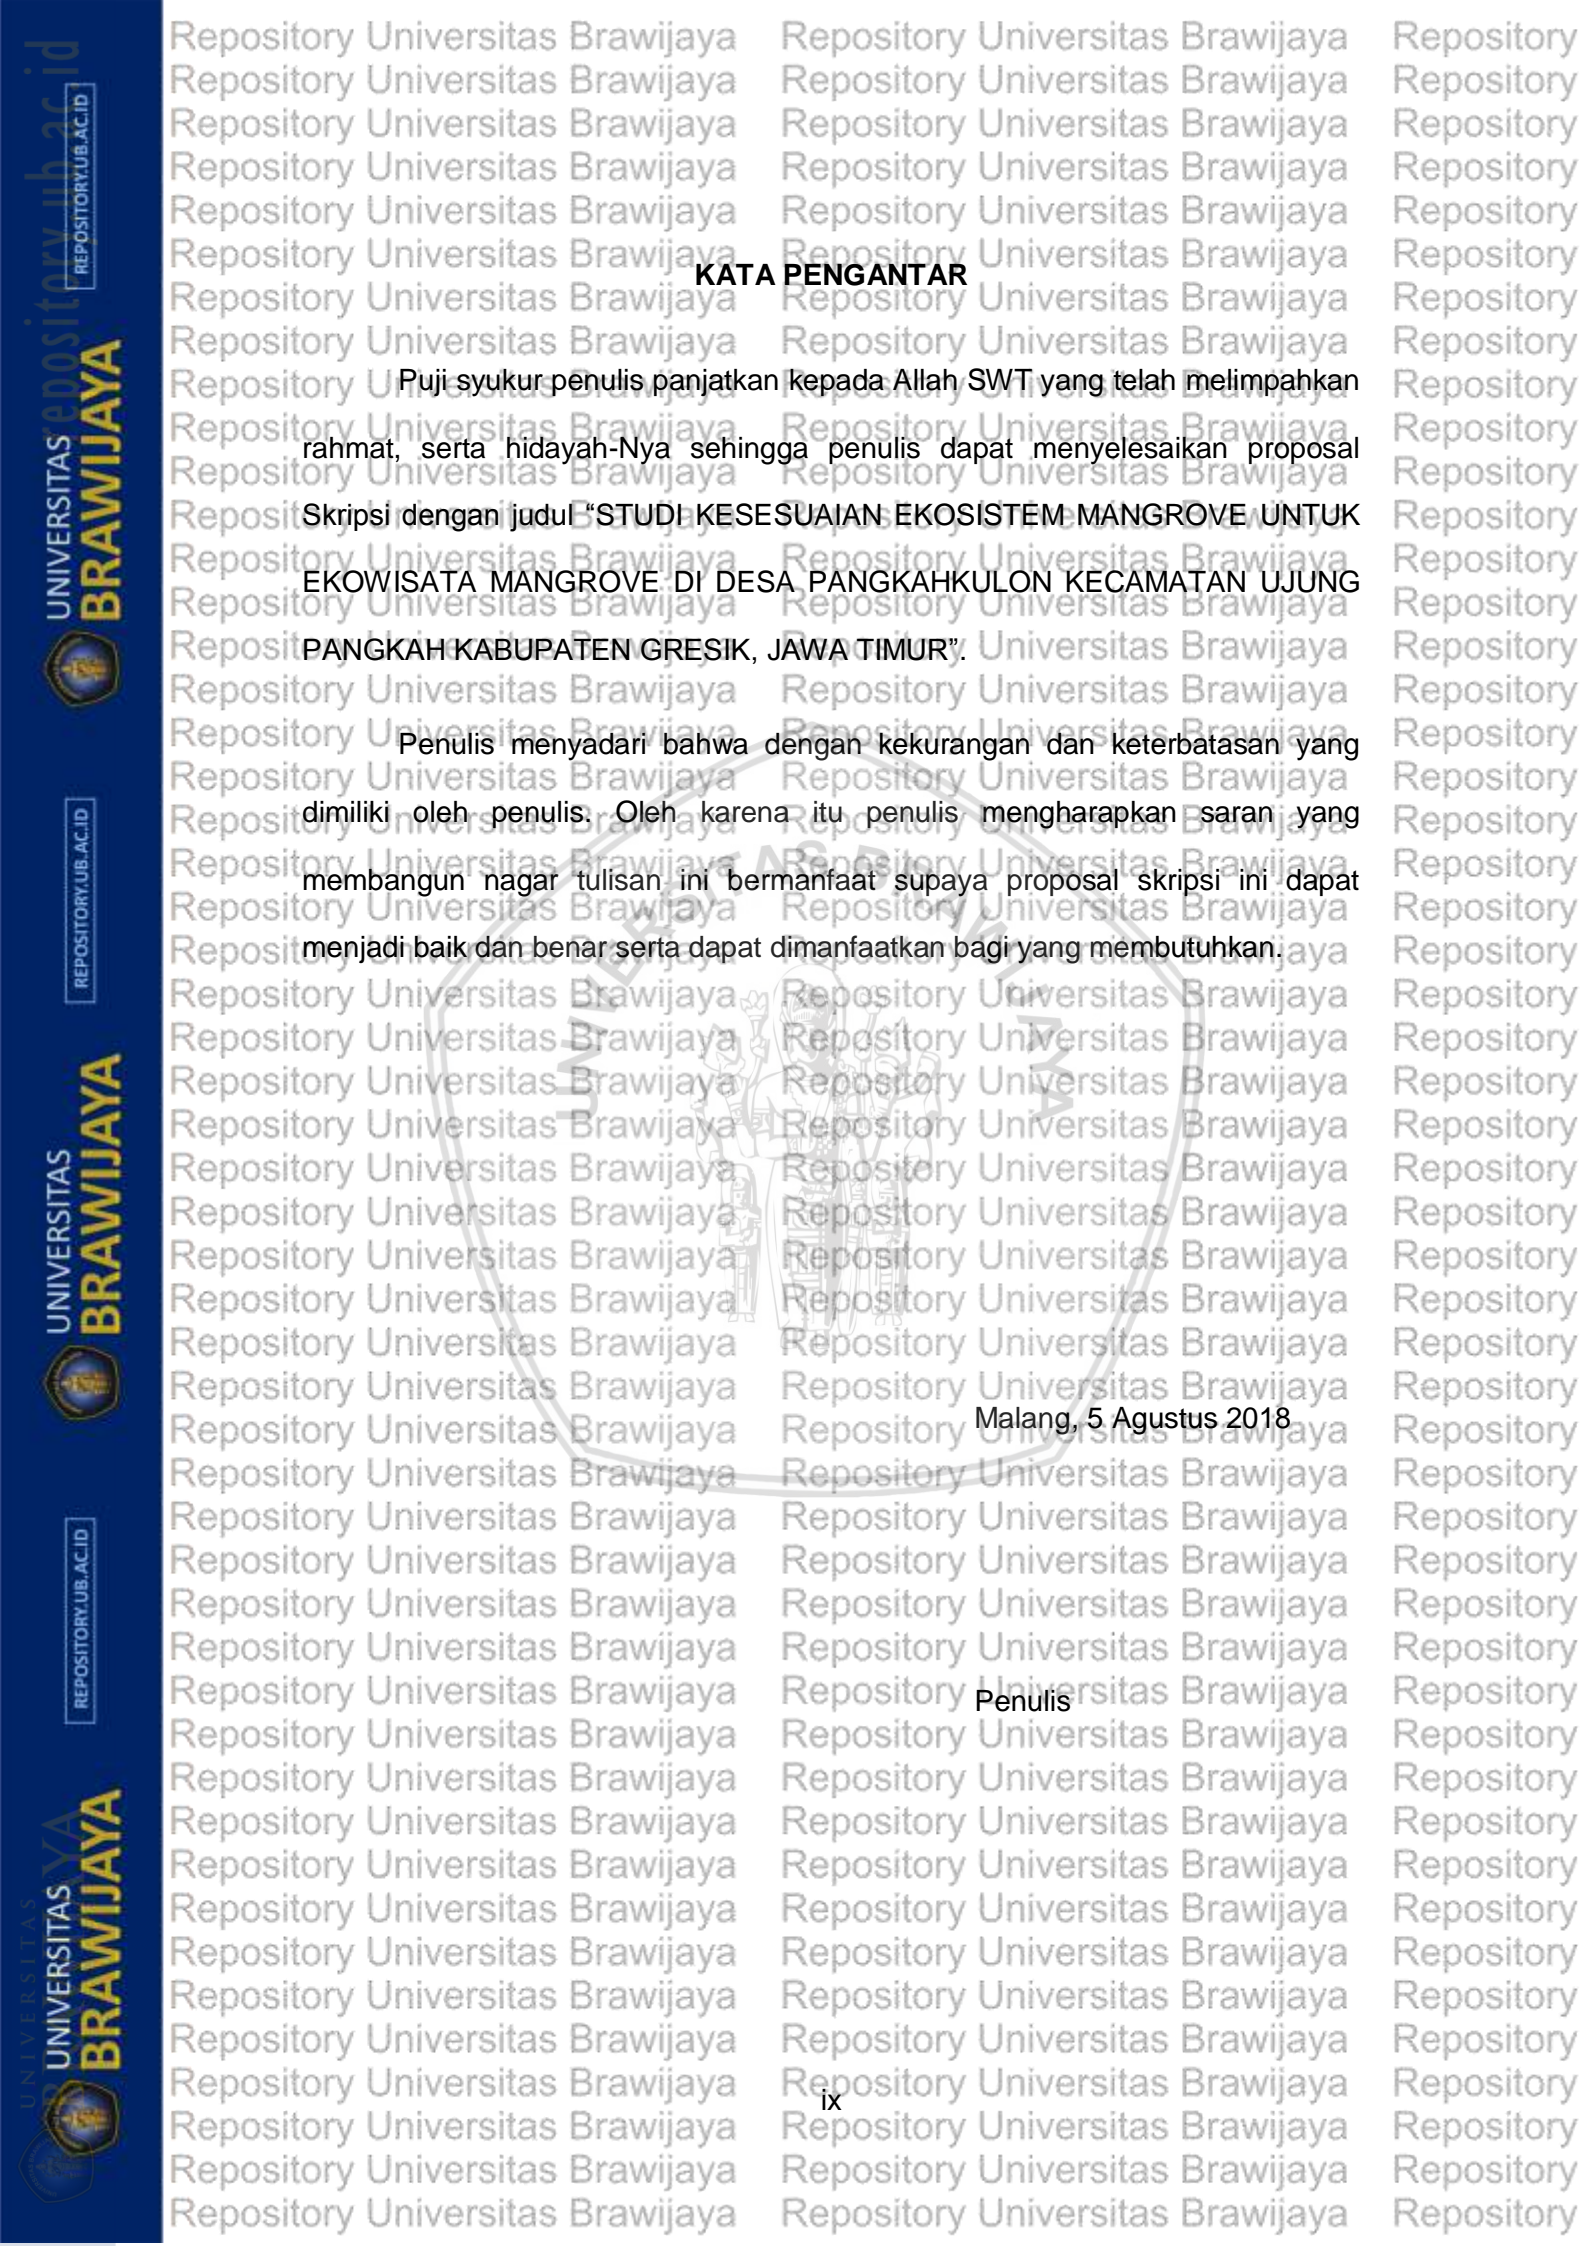 KATA PENGANTAR
Puji syukur penulis panjatkan kepada Allah SWT yang telah melimpahkan
rahmat, serta hidayah-Nya sehingga penulis dapat menyelesaikan proposal
Skripsi dengan judul “STUDI KESESUAIAN EKOSISTEM MANGROVE UNTUK
EKOWISATA MANGROVE DI DESA PANGKAHKULON KECAMATAN UJUNG
PANGKAH KABUPATEN GRESIK, JAWA TIMUR”.
Penulis menyadari bahwa dengan kekurangan dan keterbatasan yang
dimiliki oleh penulis. Oleh karena itu penulis mengharapkan saran yang
membangun nagar tulisan ini bermanfaat supaya proposal skripsi ini dapat
menjadi baik dan benar serta dapat dimanfaatkan bagi yang membutuhkan.
Malang, 5 Agustus 2018
Penulis
ix